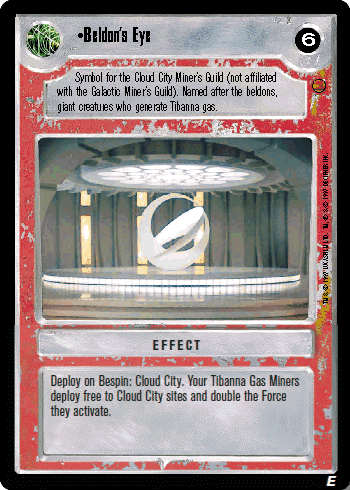 •Beldon's Eye
6
Symbol for the Cloud City Miner's Guild (not affiliated
with the Galactic Miner's Guild). Named after the beldons,
giant creatures who generate Tibanna gas.
EFFECT
Deploy on Bespin: Cloud City. Your Tibanna Gas Miners
deploy free to Cloud City sites and double the Force
they activate.
E